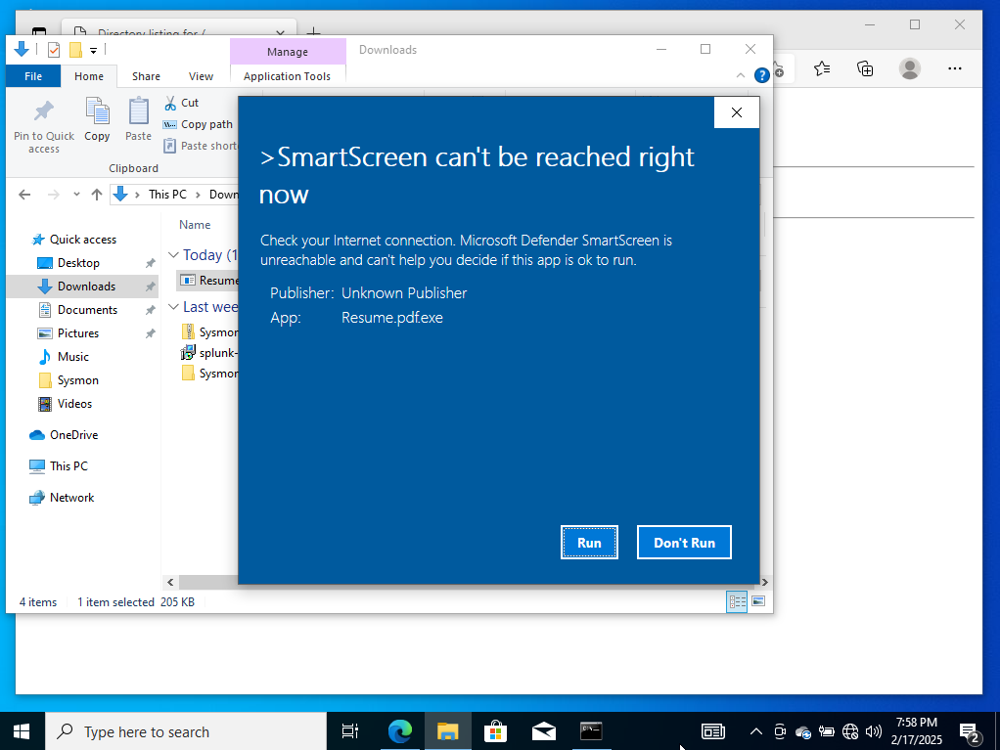 Directory listing for /
Manage
Downloads
File
Home
Share
View
Application Tools
Pin to Quick access
Copy
Paste
Cut
Copy path
Paste short
Clipboard
This PC
Down
>SmartScreen can't be reached right
now
Check your Internet connection. Microsoft Defender SmartScreen is
unreachable and can't help you decide if this app is ok to run.
Publisher: Unknown Publisher
App: Resume.pdf.exe
Run
Don't Run
Quick access
Desktop
Downloads
Documents
Pictures
Music
Sysmon
Videos
OneDrive
This PC
Network
Name
Today (1
Resume
Last wee
Sysmon
splunk-
Sysmon
4 items
1 item selected 205 KB
Type here to search
7:58 PM
2/17/2025
2